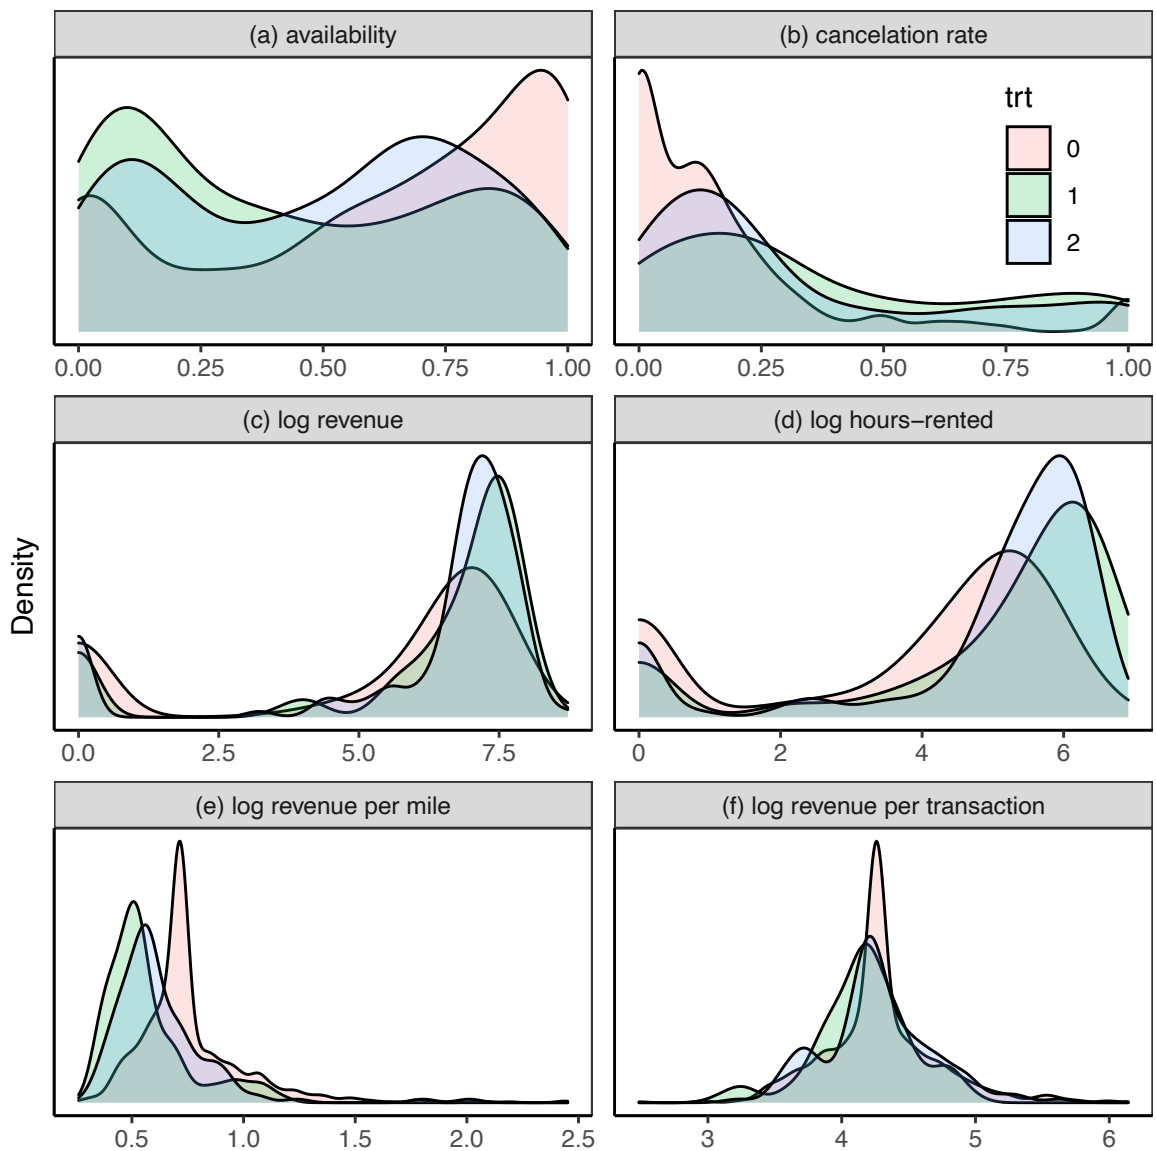 (a) availability
(b) cancelation rate
trt
0
1
2
0.00 0.25 0.50 0.75 1.00
0.00 0.25 0.50 0.75 1.00
(c) log revenue
(d) log hours−rented
Density
0.0 2.5 5.0 7.5
0 2 4 6
(e) log revenue per mile
(f) log revenue per transaction
0.5 1.0 1.5 2.0 2.5
3 4 5 6